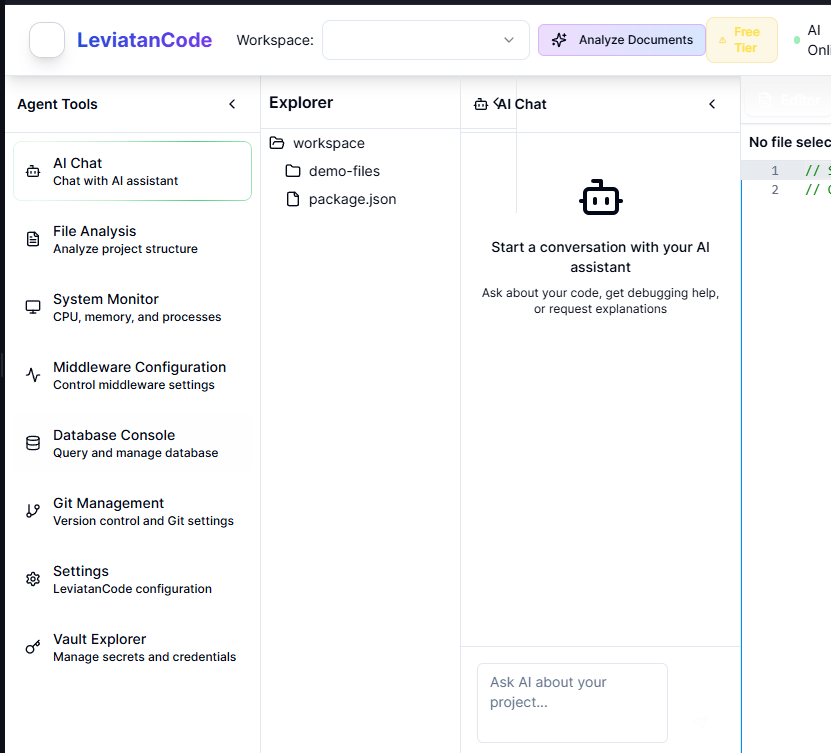 LeviatanCode
Workspace:
Analyze Documents
Free
Tier
AI
Onli
Agent Tools
AI Chat
Chat with AI assistant
File Analysis
Analyze project structure
System Monitor
CPU, memory, and processes
Middleware Configuration
Control middleware settings
Database Console
Query and manage database
Git Management
Version control and Git settings
Settings
LeviatanCode configuration
Vault Explorer
Manage secrets and credentials
Explorer
workspace
demo-files
package.json
AI Chat
Start a conversation with your AI
assistant
Ask about your code, get debugging help,
or request explanations
Ask AI about your
project...
Editor
No file selec
1 // S
2 //